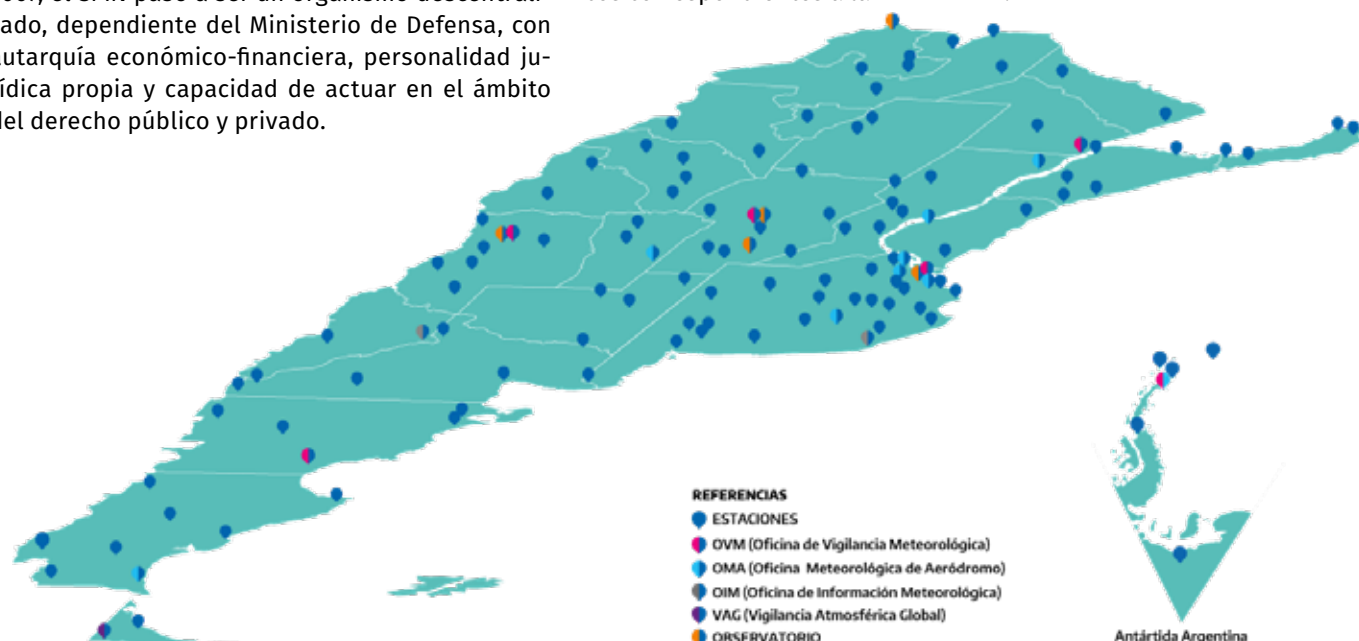 ado, dependiente del Ministerio de Defensa, con
autarquía económico-financiera, personalidad ju-
ídica propia y capacidad de actuar en el ámbito
del derecho público y privado.
REFERENCIAS
ESTACIONES
OVM (Oficina de Vigilancia Meteorológica)
OMA (Oficina Meteorológica de Aeródromo)
OIM (Oficina de Información Meteorológica)
VAG (Vigilancia Atmosférica Global)
OBSERVATORIO
Antártida Argentina